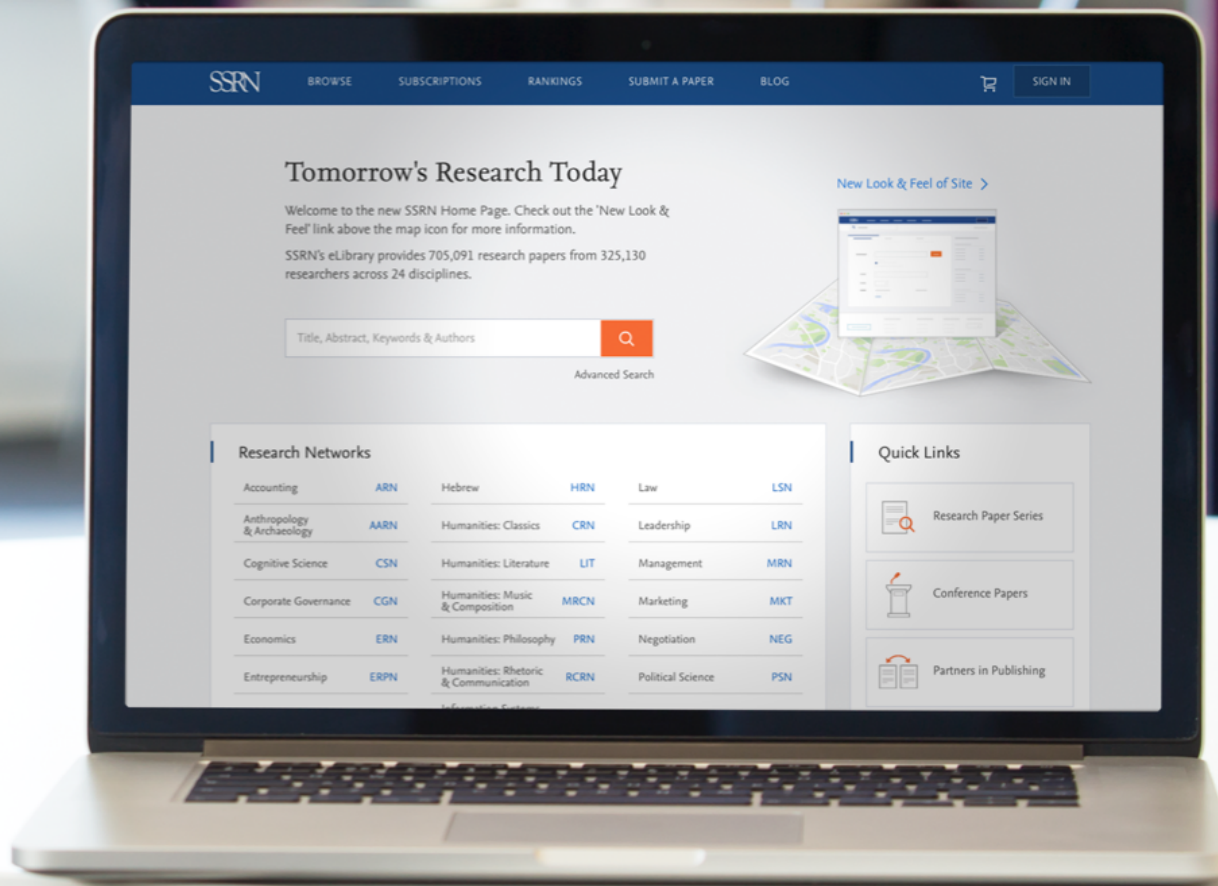 SSRN
BROWSE
SUBSCRIPTIONS
RANKINGS
SUBMIT A PAPER
BLOG
SIGN IN
Tomorrow's Research Today
Welcome to the new SSRN Home Page. Check out the 'New Look &
Feel' link above the map icon for more information.
SSRN's eLibrary provides 705,091 research papers from 325,130
researchers across 24 disciplines.
Title, Abstract, Keywords & Authors
Advanced Search
New Look & Feel of Site
Research Networks
Accounting ARN
Anthropology
& Archaeology AARN
Cognitive Science CSN
Corporate Governance CGN
Economics ERN
Entrepreneurship ERPN
Hebrew HRN
Humanities: Classics CRN
Humanities: Literature LIT
Humanities: Music
& Composition MRCN
Humanities: Philosophy PRN
Humanities: Rhetoric
& Communication RCRN
Information Systems
Law LSN
Leadership LRN
Management MRN
Marketing MKT
Negotiation NEG
Political Science PSN
Quick Links
Research Paper Series
Conference Papers
Partners in Publishing